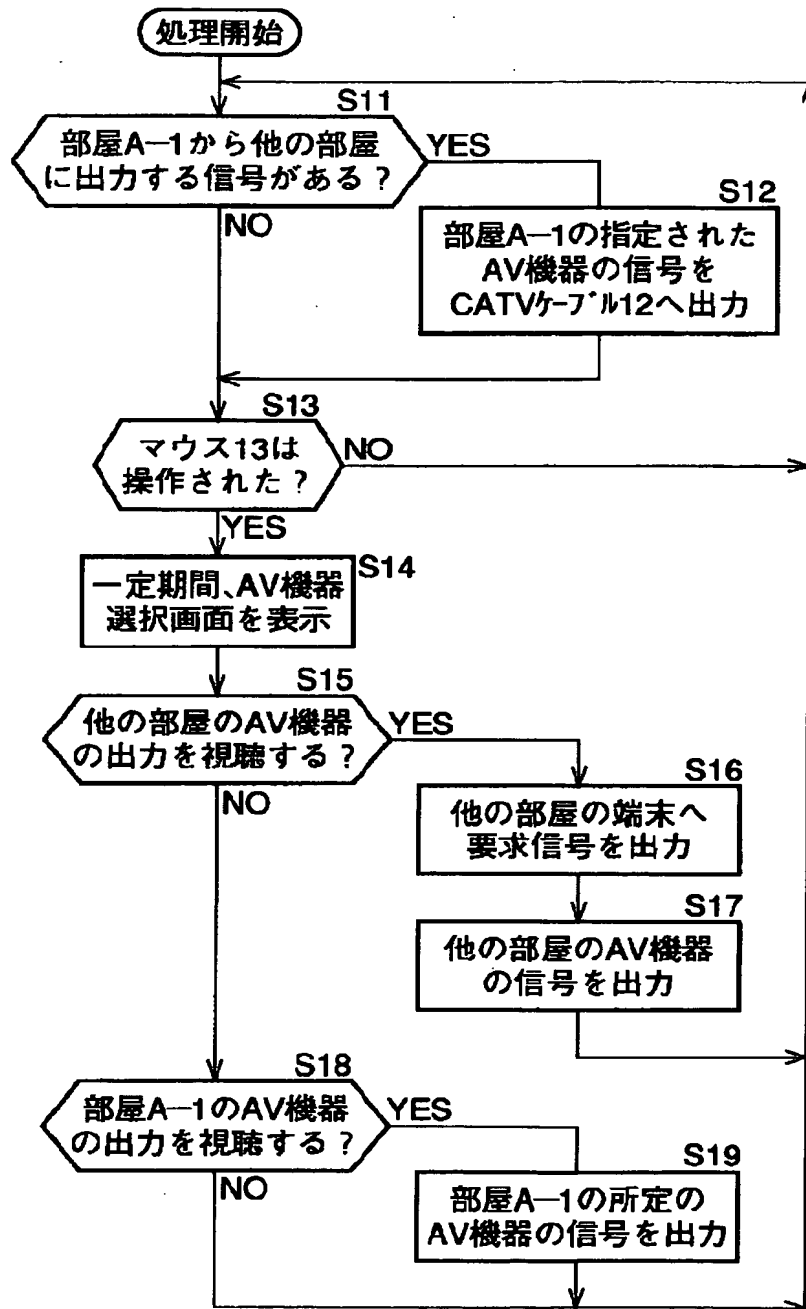 処理開始
S11
部屋A-1から他の部屋
に出力する信号がある？
YES
NO
S12
部屋A-1の指定された
AV機器の信号を
CATVｹｰﾌﾞﾙ12へ出力
S13
マウス13は
操作された？
NO
YES
S14
一定期間、AV機器
選択画面を表示
S15
他の部屋のAV機器
の出力を視聴する？
YES
NO
S16
他の部屋の端末へ
要求信号を出力
S17
他の部屋のAV機器
の信号を出力
S18
部屋A-1のAV機器
の出力を視聴する？
YES
NO
S19
部屋A-1の所定の
AV機器の信号を出力